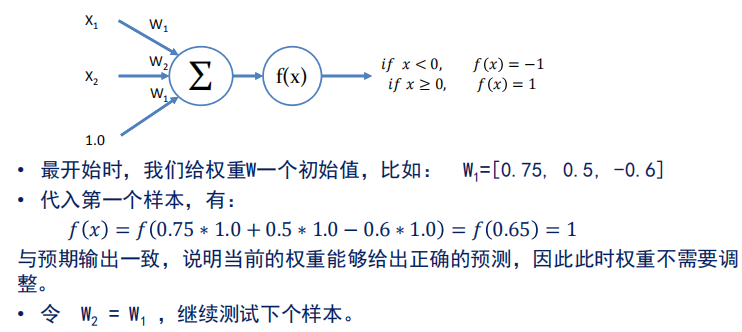 X₁ W₁
X₂ W₂ Σ f(x) if x < 0, f(x) = −1
if x ≥ 0, f(x) = 1
W₁
1.0
• 最开始时，我们给权重W一个初始值，比如： W₁=[0.75, 0.5, -0.6]
• 代入第一个样本，有：
f(x) = f(0.75 * 1.0 + 0.5 * 1.0 − 0.6 * 1.0) = f(0.65) = 1
与预期输出一致，说明当前的权重能够给出正确的预测，因此此时权重不需要调
整。
• 令 W₂ = W₁ ，继续测试下个样本。